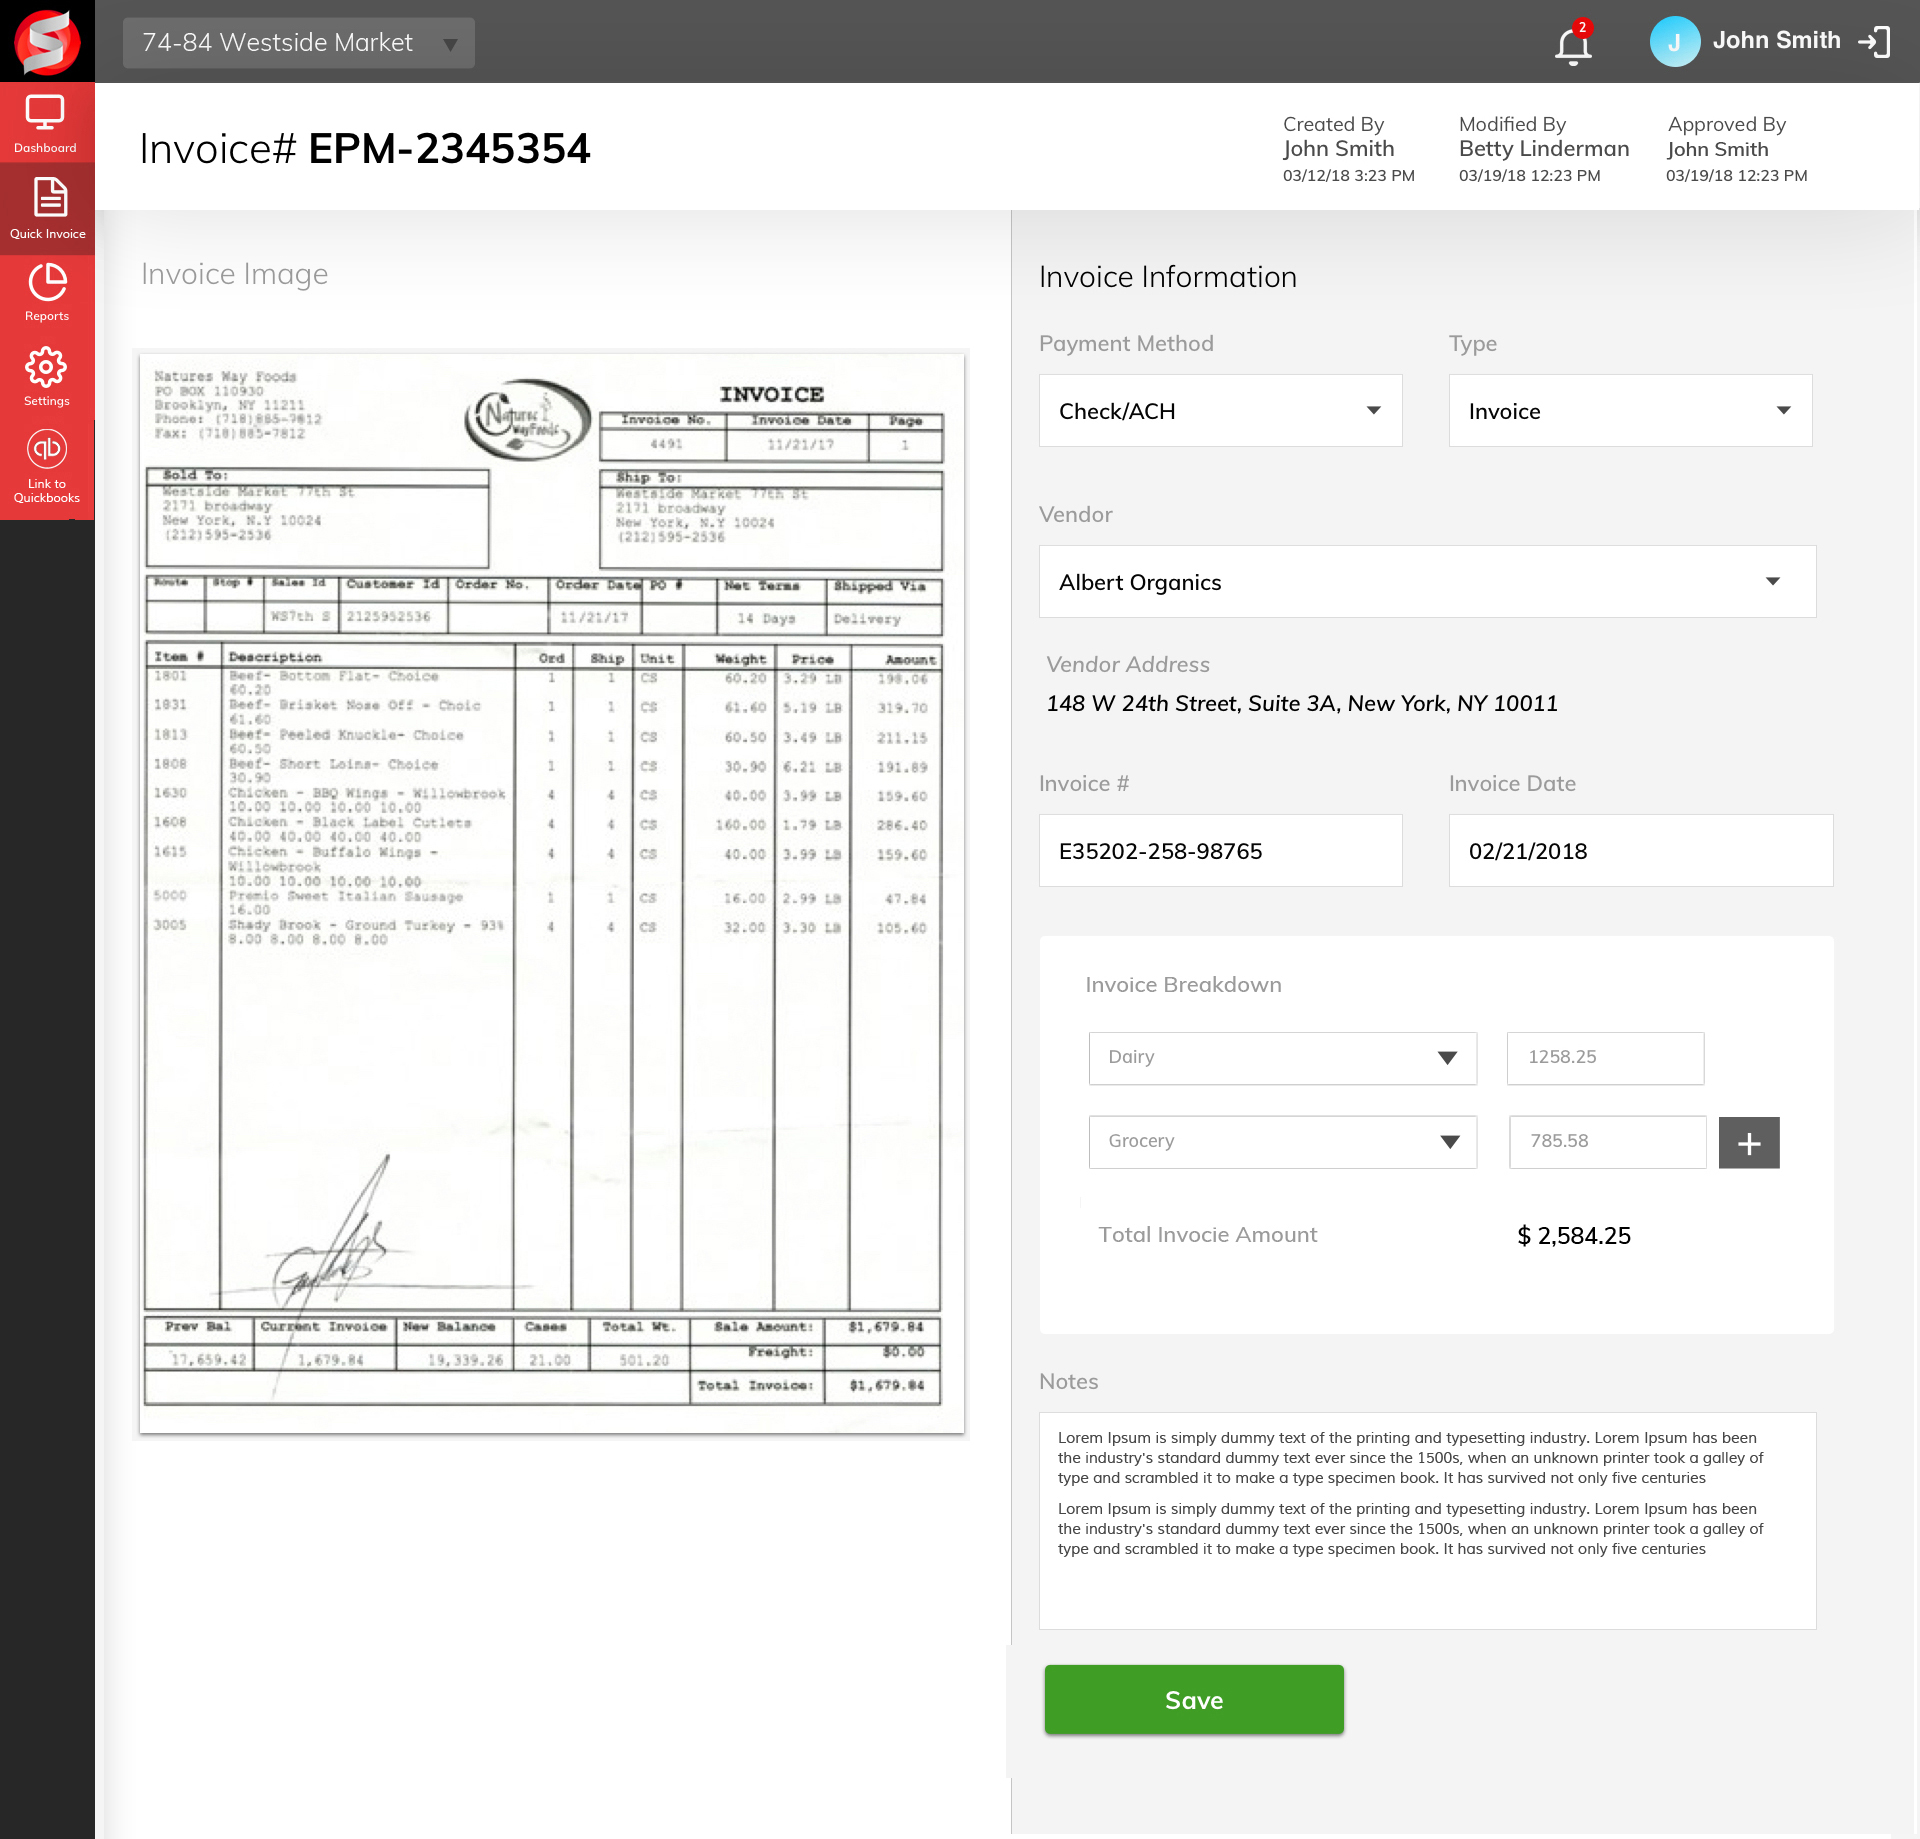 74-84 Westside Market
2
J
John Smith
Dashboard
Quick Invoice
Reports
Settings
Link to
Quickbooks
Invoice# EPM-2345354
Created By
John Smith
03/12/18 3:23 PM
Modified By
Betty Linderman
03/19/18 12:23 PM
Approved By
John Smith
03/19/18 12:23 PM
Invoice Image
Natures Way Foods
PO BOX 110930
Brooklyn, NY 11211
Phone: (718)885-7812
Fax: (718)885-7812
Natures
WayFoods
INVOICE
Invoice No. Invoice Date Page
4491 11/21/17 1
Sold To:
Westside Market 77th St
2171 broadway
New York, N.Y 10024
(212)595-2536
Ship To:
Westside Market 77th St
2171 broadway
New York, N.Y 10024
(212)595-2536
Route Stop # Sales Id Customer Id Order No. Order Date PO # Net Terms Shipped Via
WS7th S 2125952536 11/21/17 14 Days Delivery
Item # Description Ord Ship Unit Weight Price Amount
1801 Beef- Bottom Flat- Choice 1 1 CS 60.20 3.29 LB 198.06
60.20
1831 Beef- Brisket Nose Off - Choic 1 1 CS 61.60 5.19 LB 319.70
61.60
1813 Beef- Peeled Knuckle- Choice 1 1 CS 60.50 3.49 LB 211.15
60.50
1808 Beef- Short Loins- Choice 1 1 CS 30.90 6.21 LB 191.89
30.90
1630 Chicken - BBQ Wings - Willowbrook 4 4 CS 40.00 3.99 LB 159.60
10.00 10.00 10.00 10.00
1608 Chicken - Black Label Cutlets 4 4 CS 160.00 1.79 LB 286.40
40.00 40.00 40.00 40.00
1615 Chicken - Buffalo Wings - 4 4 CS 40.00 3.99 LB 159.60
Willowbrook
10.00 10.00 10.00 10.00
5000 Premio Sweet Italian Sausage 1 1 CS 16.00 2.99 LB 47.84
16.00
3005 Shady Brook - Ground Turkey - 93% 4 4 CS 32.00 3.30 LB 105.60
8.00 8.00 8.00 8.00
Prev Bal Current Invoice New Balance Cases Total Wt. Sale Amount: $1,679.84
17,659.42 1,679.84 19,339.26 21.00 501.20 Freight: $0.00
Total Invoice: $1,679.84
Invoice Information
Payment Method
Check/ACH
Type
Invoice
Vendor
Albert Organics
Vendor Address
148 W 24th Street, Suite 3A, New York, NY 10011
Invoice #
E35202-258-98765
Invoice Date
02/21/2018
Invoice Breakdown
Dairy 1258.25
Grocery 785.58
+
Total Invocie Amount $ 2,584.25
Notes
Lorem Ipsum is simply dummy text of the printing and typesetting industry. Lorem Ipsum has been
the industry's standard dummy text ever since the 1500s, when an unknown printer took a galley of
type and scrambled it to make a type specimen book. It has survived not only five centuries
Lorem Ipsum is simply dummy text of the printing and typesetting industry. Lorem Ipsum has been
the industry's standard dummy text ever since the 1500s, when an unknown printer took a galley of
type and scrambled it to make a type specimen book. It has survived not only five centuries
Save